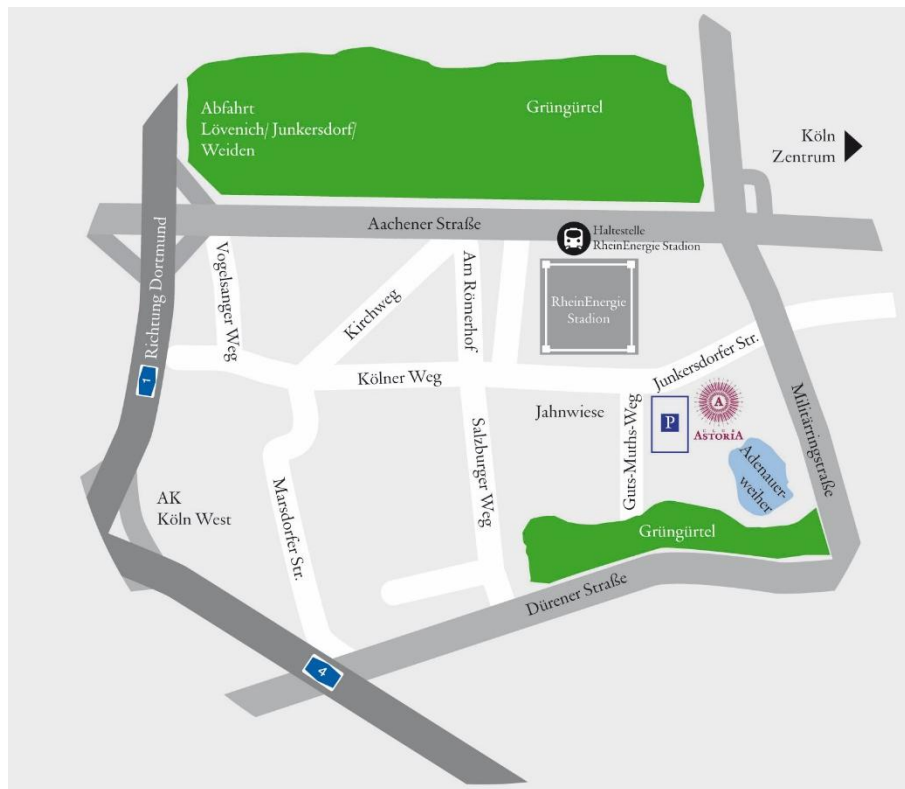 Abfahrt
Lövenich/ Junkersdorf/
Weiden
Grüngürtel
Köln
Zentrum
Aachener Straße
Haltestelle
RheinEnergie Stadion
Richtung Dortmund
Vogelsanger Weg
Kirchweg
Am Römerhof
RheinEnergie
Stadion
1
Kölner Weg
Junkersdorfer Str.
Jahnwiese
Guts-Muths-Weg
P
A
CLUB
ASTORIA
Militärringstraße
Adenauer-
weiher
AK
Köln West
Marsdorfer Str.
Salzburger Weg
Grüngürtel
Dürener Straße
4